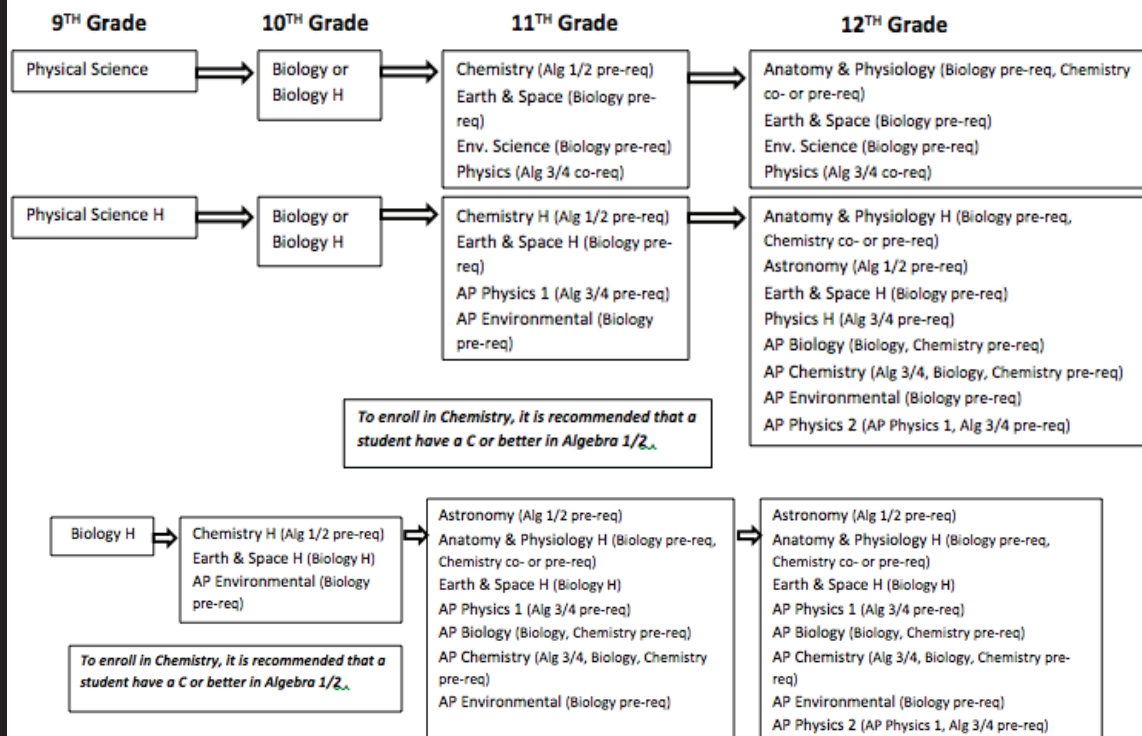 9TH Grade
10TH Grade
11TH Grade
12TH Grade
Physical Science
Biology or
Biology H
Chemistry (Alg 1/2 pre-req)
Earth & Space (Biology pre-
req)
Env. Science (Biology pre-req)
Physics (Alg 3/4 co-req)
Anatomy & Physiology (Biology pre-req, Chemistry
co- or pre-req)
Earth & Space (Biology pre-req)
Env. Science (Biology pre-req)
Physics (Alg 3/4 co-req)
Physical Science H
Biology or
Biology H
Chemistry H (Alg 1/2 pre-req)
Earth & Space H (Biology pre-
req)
AP Physics 1 (Alg 3/4 pre-req)
AP Environmental (Biology
pre-req)
Anatomy & Physiology H (Biology pre-req,
Chemistry co- or pre-req)
Astronomy (Alg 1/2 pre-req)
Earth & Space H (Biology pre-req)
Physics H (Alg 3/4 pre-req)
AP Biology (Biology, Chemistry pre-req)
AP Chemistry (Alg 3/4, Biology, Chemistry pre-req)
AP Environmental (Biology pre-req)
AP Physics 2 (AP Physics 1, Alg 3/4 pre-req)
To enroll in Chemistry, it is recommended that a
student have a C or better in Algebra 1/2.
Biology H
Chemistry H (Alg 1/2 pre-req)
Earth & Space H (Biology H)
AP Environmental (Biology
pre-req)
To enroll in Chemistry, it is recommended that a
student have a C or better in Algebra 1/2.
Astronomy (Alg 1/2 pre-req)
Anatomy & Physiology H (Biology pre-req,
Chemistry co- or pre-req)
Earth & Space H (Biology H)
AP Physics 1 (Alg 3/4 pre-req)
AP Biology (Biology, Chemistry pre-req)
AP Chemistry (Alg 3/4, Biology, Chemistry
pre-req)
AP Environmental (Biology pre-req)
Astronomy (Alg 1/2 pre-req)
Anatomy & Physiology H (Biology pre-req,
Chemistry co- or pre-req)
Earth & Space H (Biology H)
AP Physics 1 (Alg 3/4 pre-req)
AP Biology (Biology, Chemistry pre-req)
AP Chemistry (Alg 3/4, Biology, Chemistry pre-
req)
AP Environmental (Biology pre-req)
AP Physics 2 (AP Physics 1, Alg 3/4 pre-req)